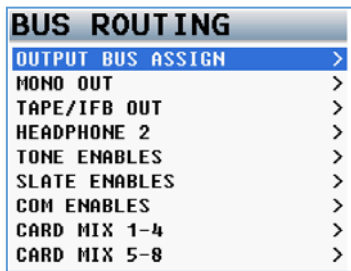 BUS ROUTING
OUTPUT BUS ASSIGN >
MONO OUT >
TAPE/IFB OUT >
HEADPHONE 2 >
TONE ENABLES >
SLATE ENABLES >
COM ENABLES >
CARD MIX 1-4 >
CARD MIX 5-8 >